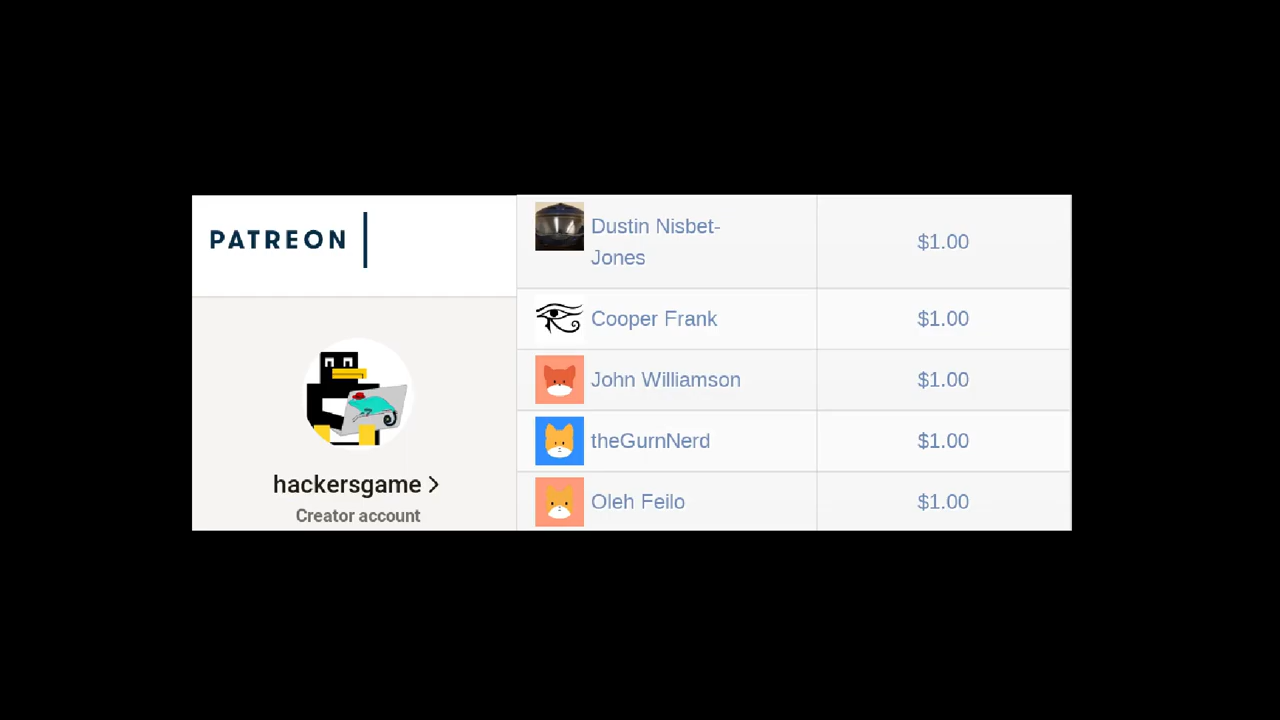 PATREON
hackersgame >
Creator account
Dustin Nisbet-
Jones
$1.00
Cooper Frank
$1.00
John Williamson
$1.00
theGurnNerd
$1.00
Oleh Feilo
$1.00